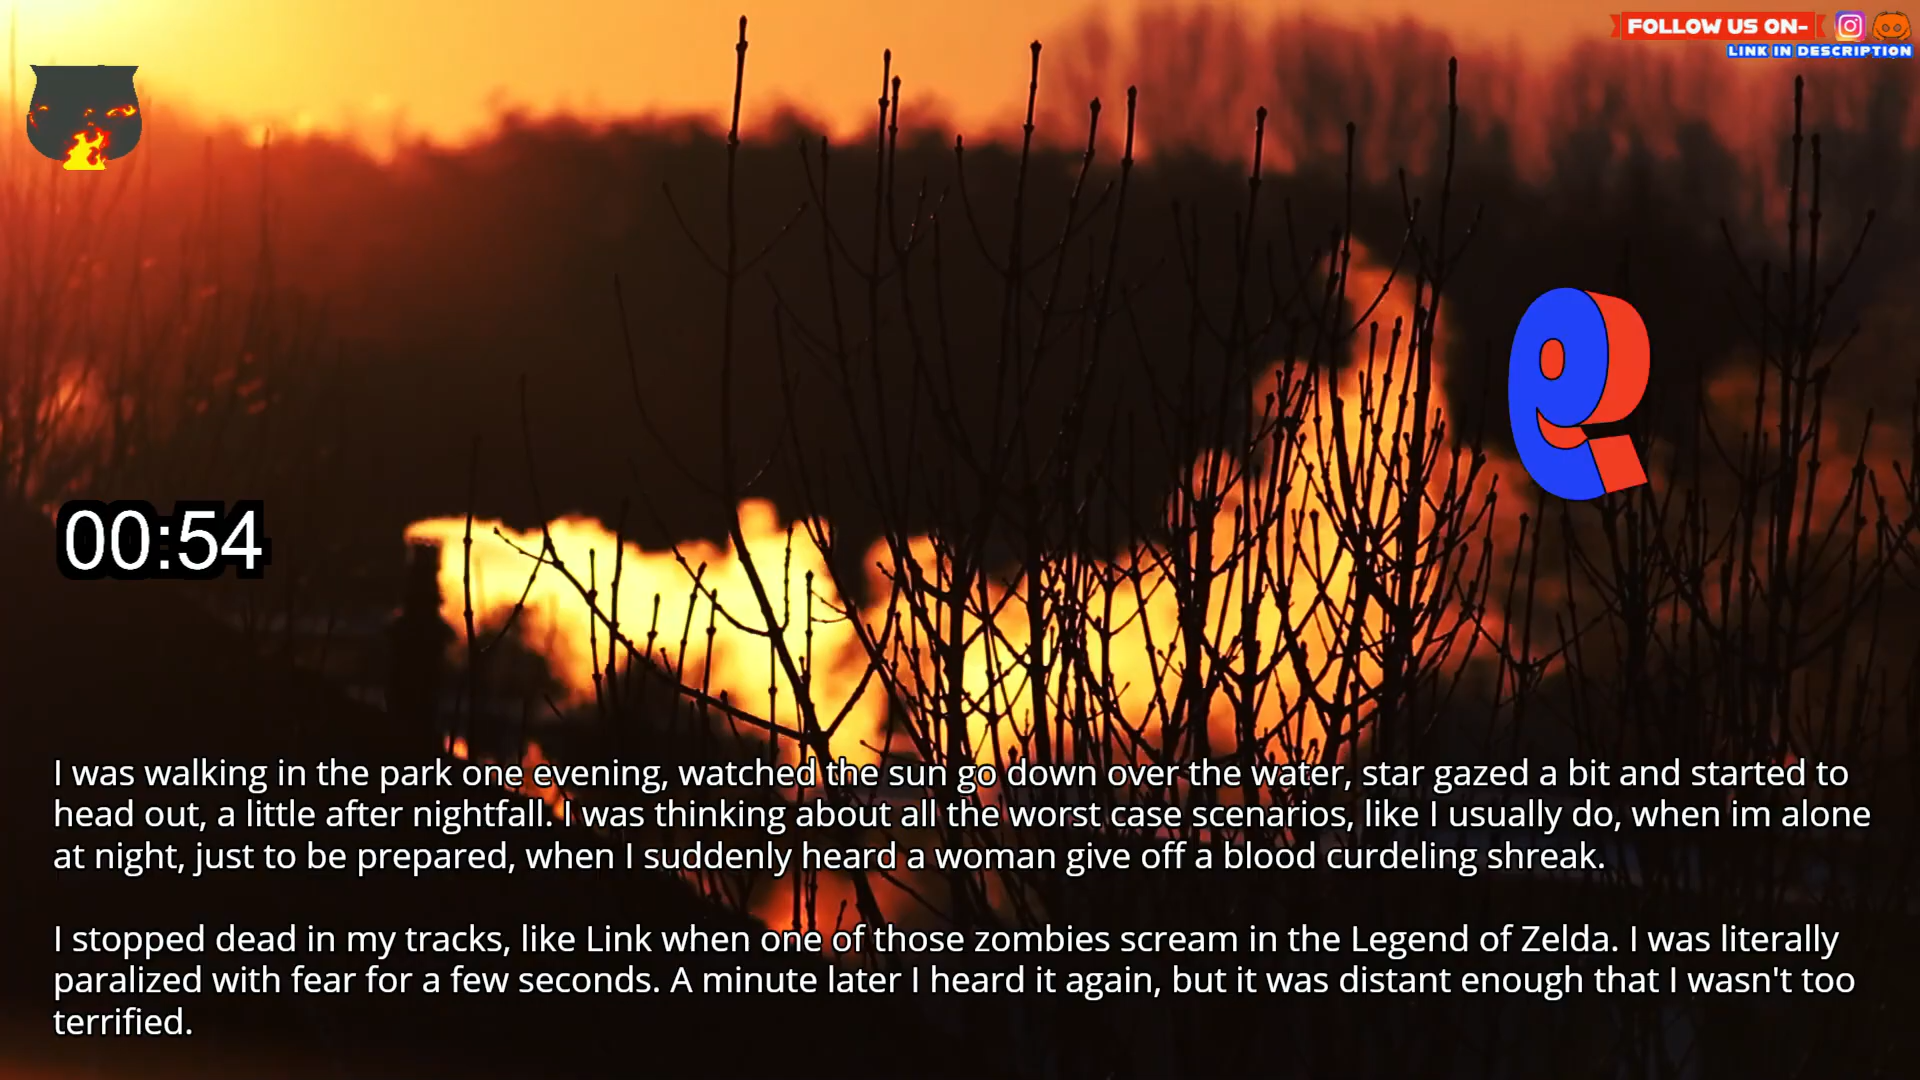 FOLLOW US ON-
LINK IN DESCRIPTION
00:54
I was walking in the park one evening, watched the sun go down over the water, star gazed a bit and started to
head out, a little after nightfall. I was thinking about all the worst case scenarios, like I usually do, when im alone
at night, just to be prepared, when I suddenly heard a woman give off a blood curdeling shreak.
I stopped dead in my tracks, like Link when one of those zombies scream in the Legend of Zelda. I was literally
paralized with fear for a few seconds. A minute later I heard it again, but it was distant enough that I wasn't too
terrified.